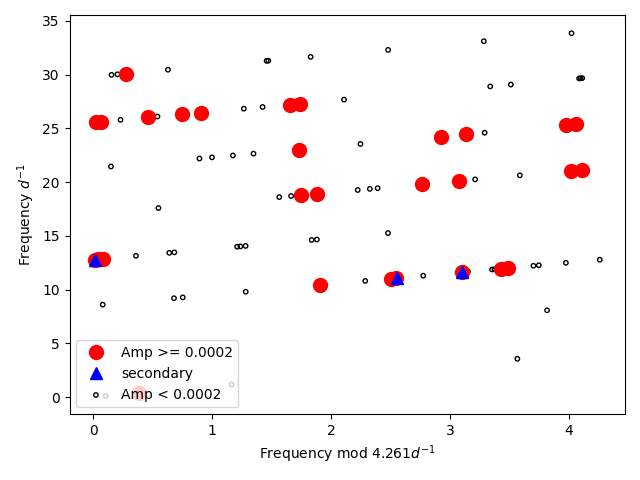 35
30
25
20
15
10
5
0
Frequency d⁻¹
Amp >= 0.0002
secondary
Amp < 0.0002
0 1 2 3 4
Frequency mod 4.261d⁻¹